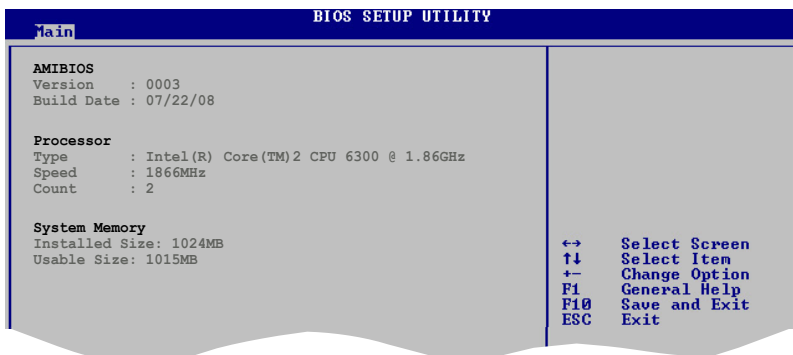 BIOS SETUP UTILITY
Main
AMIBIOS
Version : 0003
Build Date : 07/22/08
Processor
Type : Intel(R) Core(TM)2 CPU 6300 @ 1.86GHz
Speed : 1866MHz
Count : 2
System Memory
Installed Size: 1024MB
Usable Size: 1015MB
←→ Select Screen
↑↓ Select Item
+- Change Option
F1 General Help
F10 Save and Exit
ESC Exit